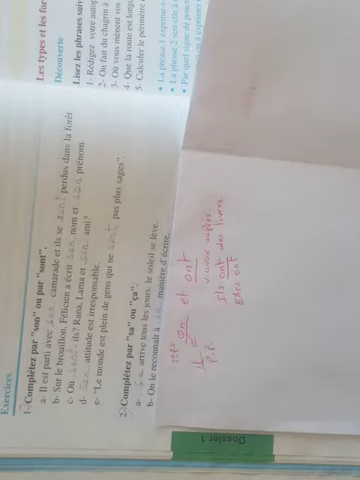 Exercices
1- Complétez par "son" ou par "sont".
a- Il est parti avec son camarade et ils se sont perdus dans la forêt
b- Sur le brouillon, Félicien a écrit son nom et son prénom.
c- Où sont-ils? Rana, Lama et son ami?
d- son attitude est irresponsable.
e- "Le monde est plein de gens qui ne sont pas plus sages".
2- Complétez par "sa" ou "ça".
a- ça arrive tous les jours; le soleil se lève.
b- On le reconnaît à sa manière d'écrire.
Les types et les for
Découverte
Lisez les phrases suiv
1- Rédigez votre autop
2- On fait du chagrin à
3- Où vous mènent vos
4- Que la route est longu
5- Calculer le périmètre
• La phrase 1 exprime-t-
• La phrase 2 sert-elle à
• Par quel signe de ponc
on et ont
il
P.P.
v. avoir
Ils ont des livres
Elles ont
Dossier 1